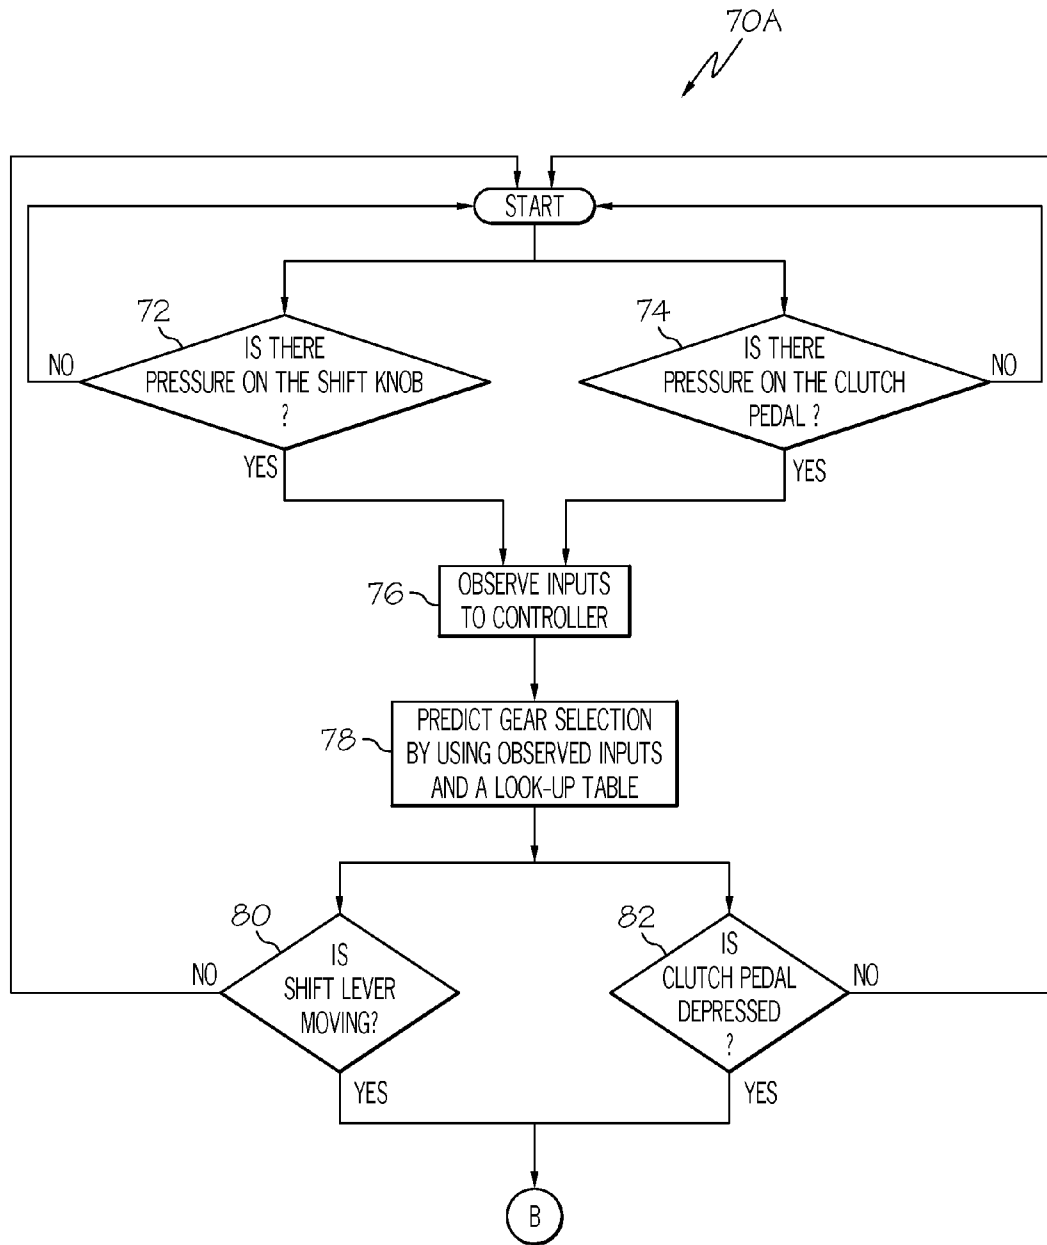 70A
START
72
IS THERE
PRESSURE ON THE SHIFT KNOB
?
NO
YES
74
IS THERE
PRESSURE ON THE CLUTCH
PEDAL ?
NO
YES
76
OBSERVE INPUTS
TO CONTROLLER
78
PREDICT GEAR SELECTION
BY USING OBSERVED INPUTS
AND A LOOK-UP TABLE
80
IS
SHIFT LEVER
MOVING?
NO
YES
82
IS
CLUTCH PEDAL
DEPRESSED
?
NO
YES
B